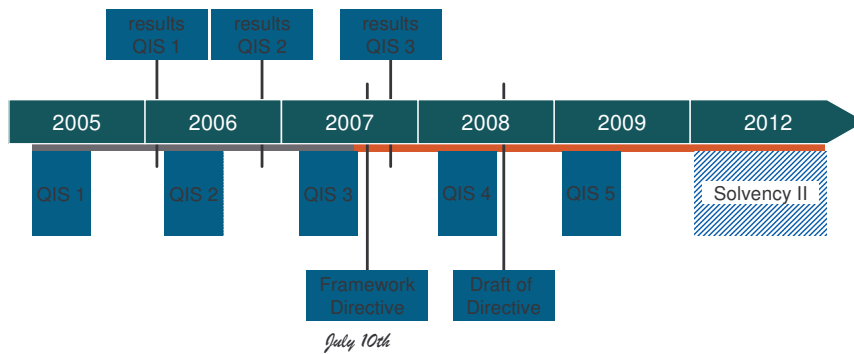 results
QIS 1
results
QIS 2
results
QIS 3
2005
2006
2007
2008
2009
2012
QIS 1
QIS 2
QIS 3
QIS 4
QIS 5
Solvency II
Framework
Directive
Draft of
Directive
July 10th